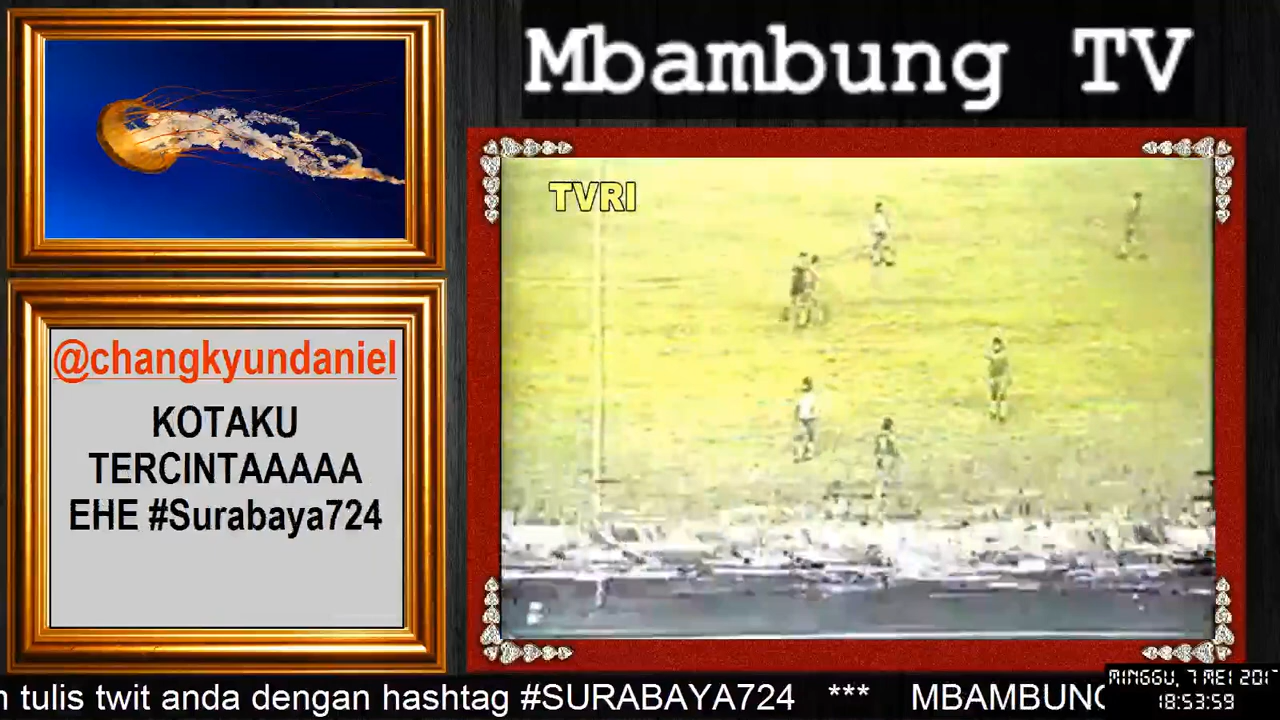 Mbambung TV
TVRI
@changkyundaniel
KOTAKU
TERCINTAAAAA
EHE #Surabaya724
tulis twit anda dengan hashtag #SURABAYA724 *** MBAMBUNG
MINGGU, 7 MEI 2017
18:53:59